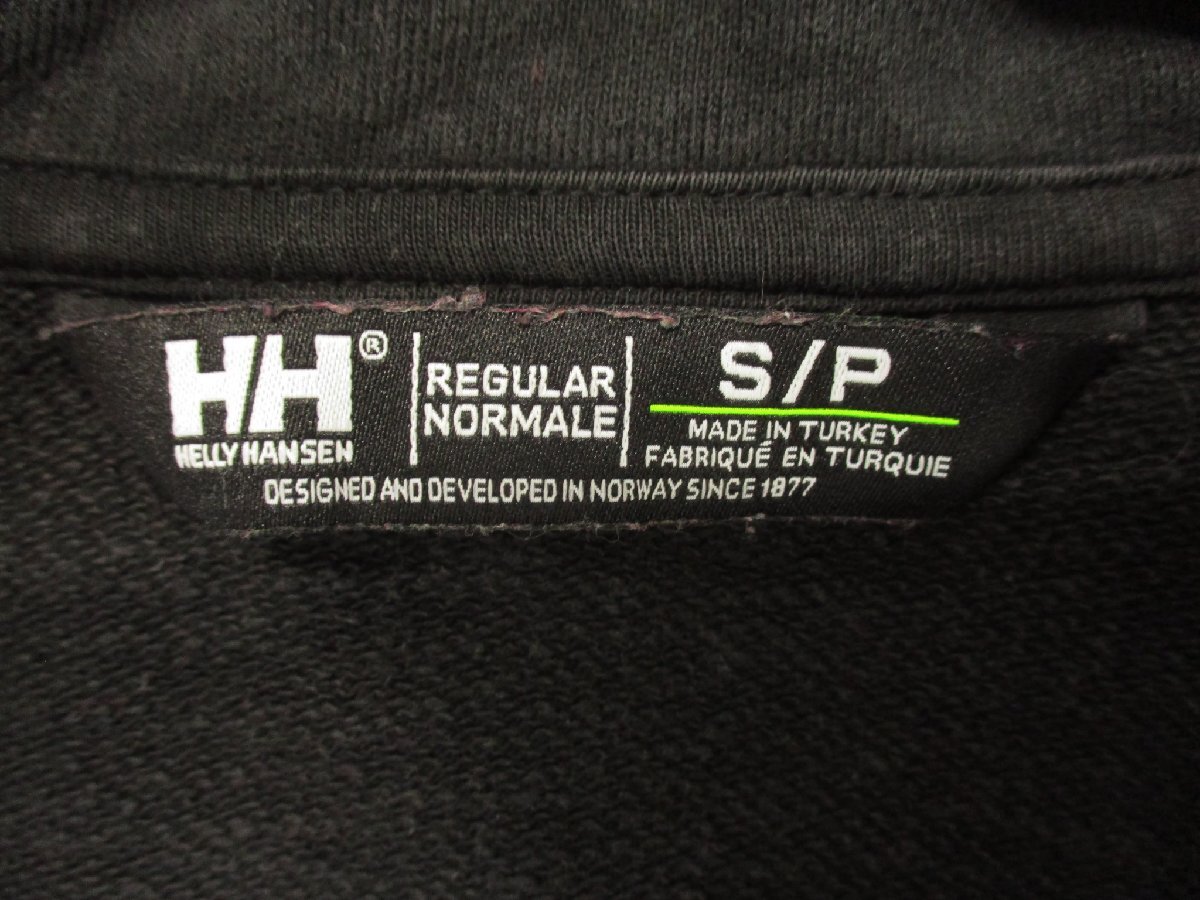 HH®
HELLY HANSEN
REGULAR
NORMALE
S/P
MADE IN TURKEY
FABRIQUÉ EN TURQUIE
DESIGNED AND DEVELOPED IN NORWAY SINCE 1877